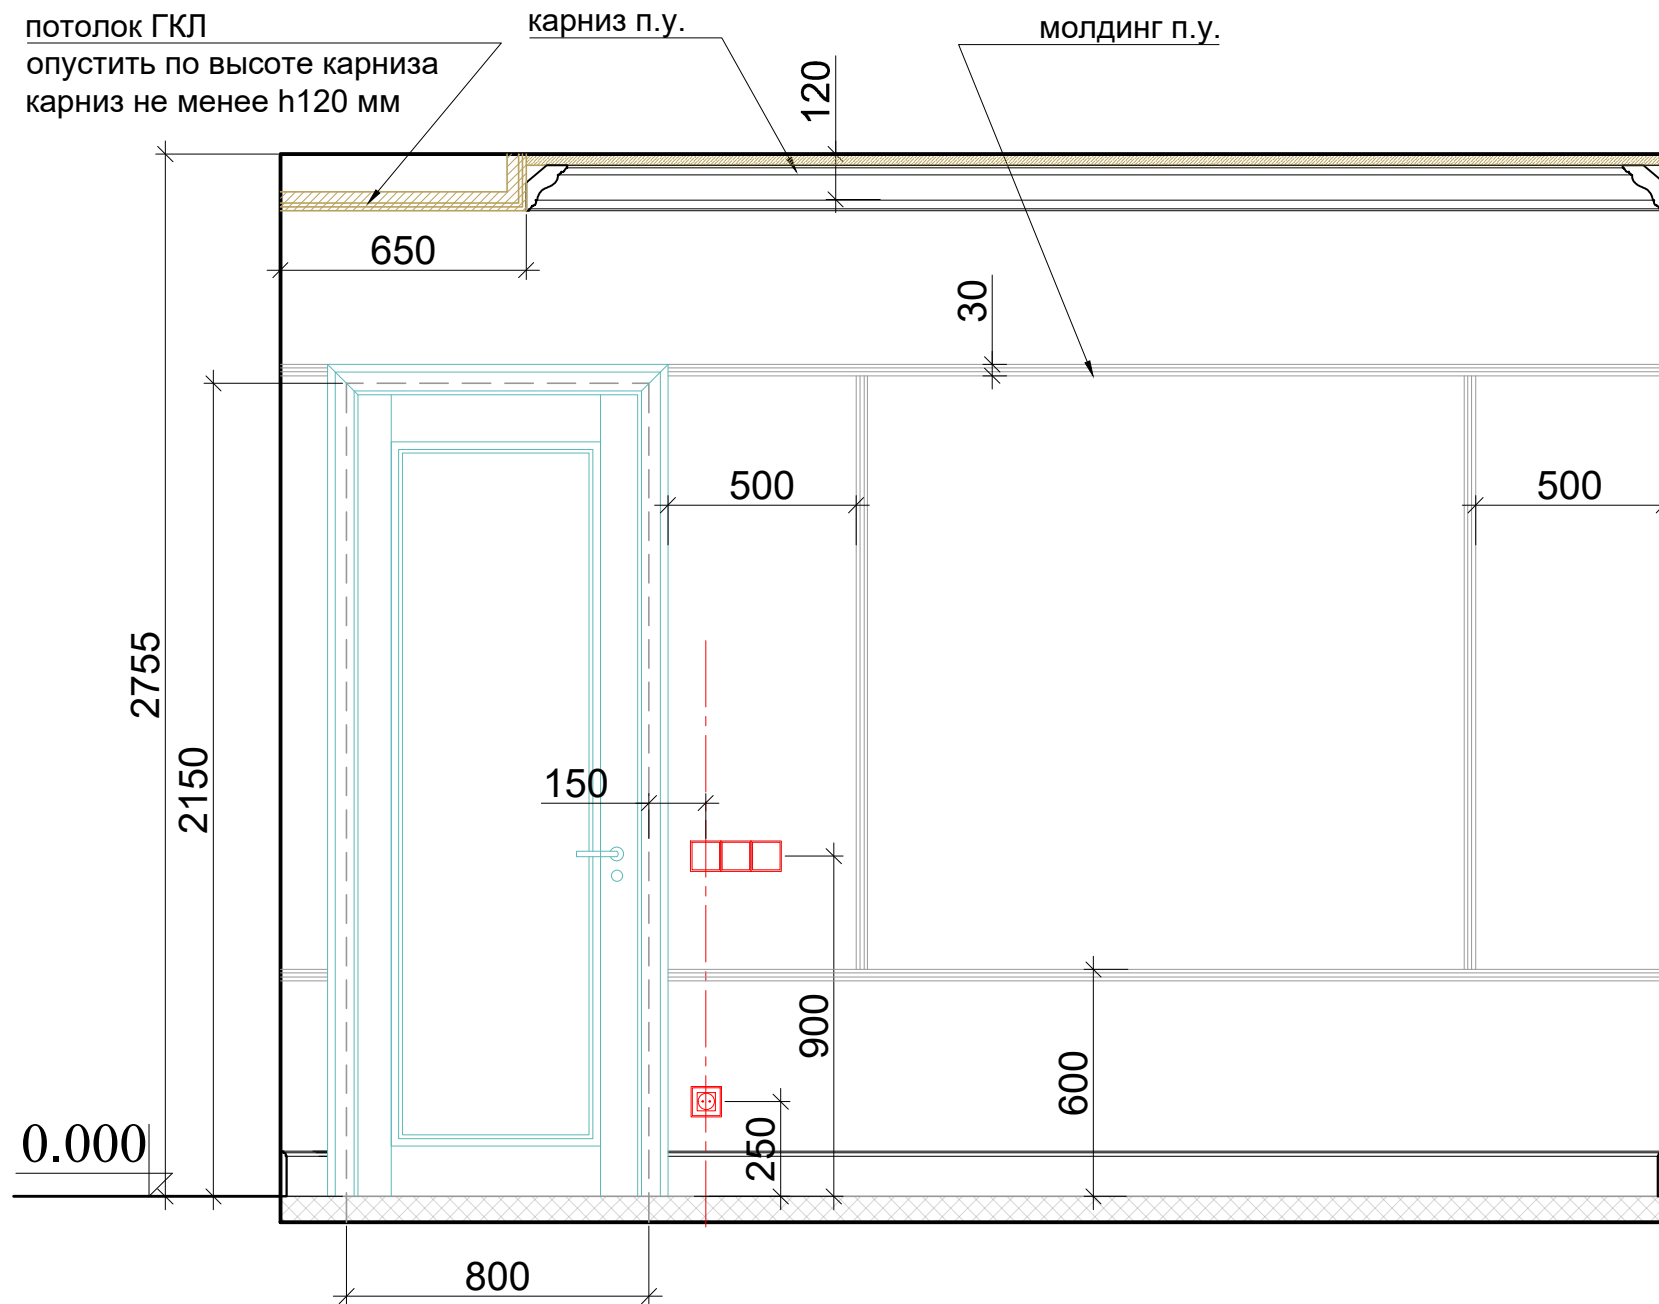 потолок ГКЛ
опустить по высоте карниза
карниз не менее h120 мм
карниз п.у.
молдинг п.у.
120
650
30
500
500
2755
2150
150
900
600
250
0.000
800